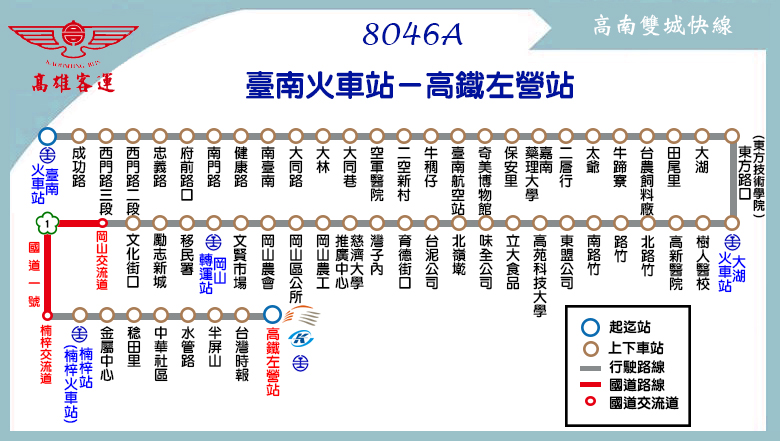 8046A
高南雙城快線
KAOHSIUNG BUS
高雄客運
臺南火車站－高鐵左營站
臺南火車站
成功路
西門路三段
西門路二段
忠義路
府前路口
南門路
健康路
南臺南
大同路
大林
大同巷
空軍醫院
二空新村
牛稠仔
臺南航空站
奇美博物館
保安里
嘉南藥理大學
二層行
太爺
牛蹄寮
台農飼料廠
田尾里
大湖
東方路口
(東方技術學院)
大湖火車站
樹人醫校
高新醫院
北路竹
路竹
南路竹
東盟公司
高苑科技大學
立大食品
味全公司
北嶺墘
台泥公司
育德街口
灣子內
慈濟大學推廣中心
岡山農工
岡山區公所
岡山農會
文賢市場
岡山轉運站
移民署
勵志新城
文化街口
岡山交流道
1
國道一號
楠梓交流道
楠梓站
(楠梓火車站)
金屬中心
稔田里
中華社區
水管路
半屏山
台灣時報
高鐵左營站
起迄站
上下車站
行駛路線
國道路線
國道交流道